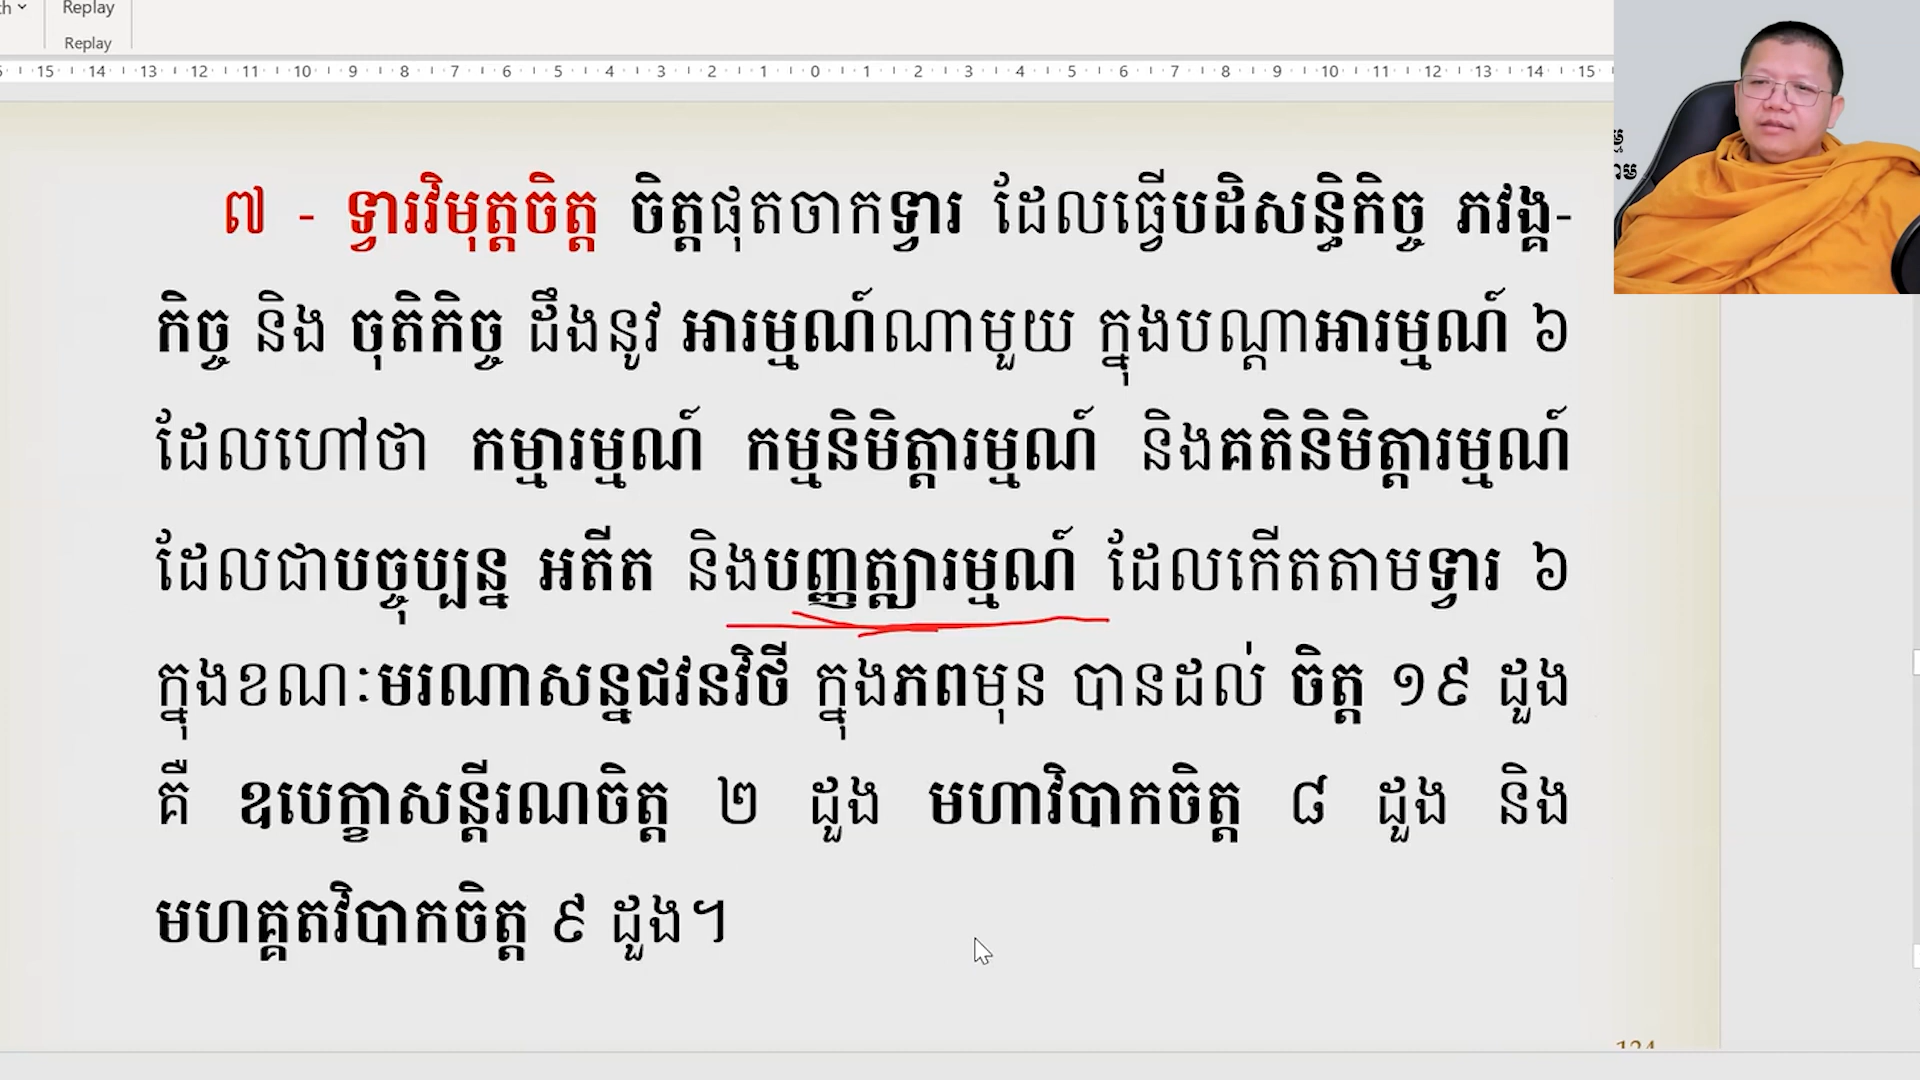 Replay
Replay
15 14 13 12 11 10 9 8 7 6 5 4 3 2 1 0 1 2 3 4 5 6 7 8 9 10 11 12 13 14 15
៧ - ទ្វារវិមុត្តចិត្ត ចិត្តផុតចាកទ្វារ ដែលធ្វើបដិសន្ធិកិច្ច ភវង្គ-
កិច្ច និង ចុតិកិច្ច ដឹងនូវ អារម្មណ៍ណាមួយ ក្នុងបណ្ដាអារម្មណ៍ ៦
ដែលហៅថា កម្មារម្មណ៍ កម្មនិមិត្តារម្មណ៍ និងគតិនិមិត្តារម្មណ៍
ដែលជាបច្ចុប្បន្ន អតីត និងបញ្ញត្យារម្មណ៍ ដែលកើតតាមទ្វារ ៦
ក្នុងខណៈមរណាសន្នជវនវិថី ក្នុងភពមុន បានដល់ ចិត្ត ១៩ ដួង
គឺ ឧបេក្ខាសន្តីរណចិត្ត ២ ដួង មហាវិបាកចិត្ត ៨ ដួង និង
មហគ្គតវិបាកចិត្ត ៩ ដួង។